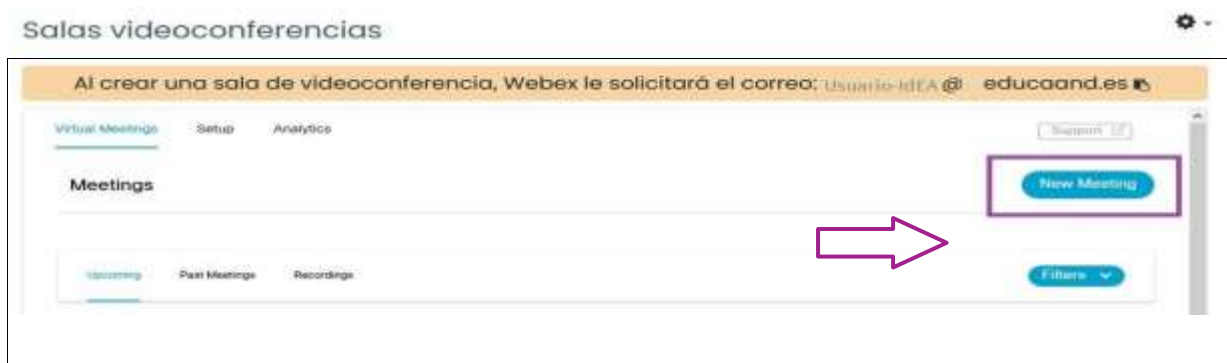 Salas videoconferencias
Al crear una sala de videoconferencia, Webex le solicitará el correo: Usuario-IdEA@ educaand.es
Virtual Meetings Setup Analytics Support
Meetings New Meeting
Upcoming Past Meetings Recordings Filters